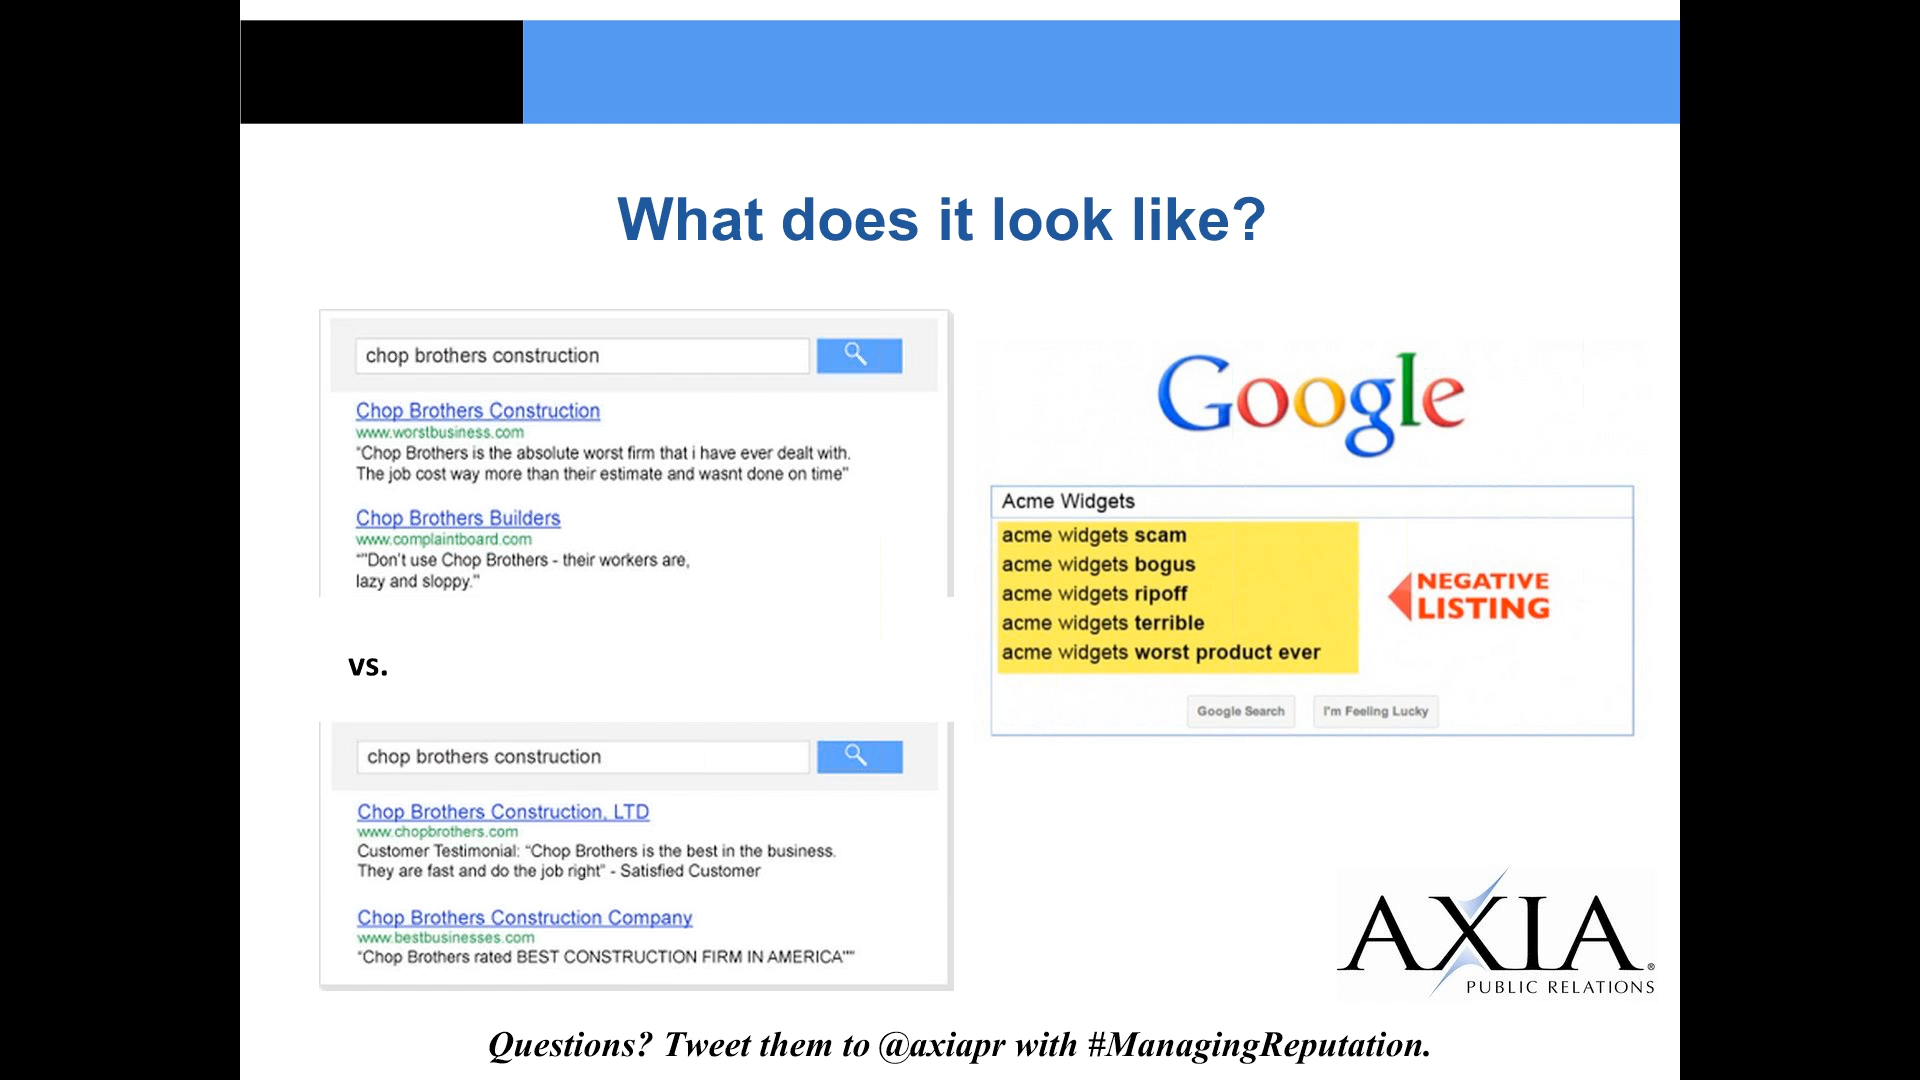 What does it look like?
chop brothers construction
Chop Brothers Construction
www.worstbusiness.com
"Chop Brothers is the absolute worst firm that i have ever dealt with.
The job cost way more than their estimate and wasnt done on time"
Chop Brothers Builders
www.complaintboard.com
""Don't use Chop Brothers - their workers are,
lazy and sloppy."
vs.
chop brothers construction
Chop Brothers Construction, LTD
www.chopbrothers.com
Customer Testimonial: "Chop Brothers is the best in the business.
They are fast and do the job right" - Satisfied Customer
Chop Brothers Construction Company
www.bestbusinesses.com
"Chop Brothers rated BEST CONSTRUCTION FIRM IN AMERICA""
Google
Acme Widgets
acme widgets scam
acme widgets bogus
acme widgets ripoff
acme widgets terrible
acme widgets worst product ever
NEGATIVE
LISTING
Google Search
I'm Feeling Lucky
AXIA®
PUBLIC RELATIONS
Questions? Tweet them to @axiapr with #ManagingReputation.